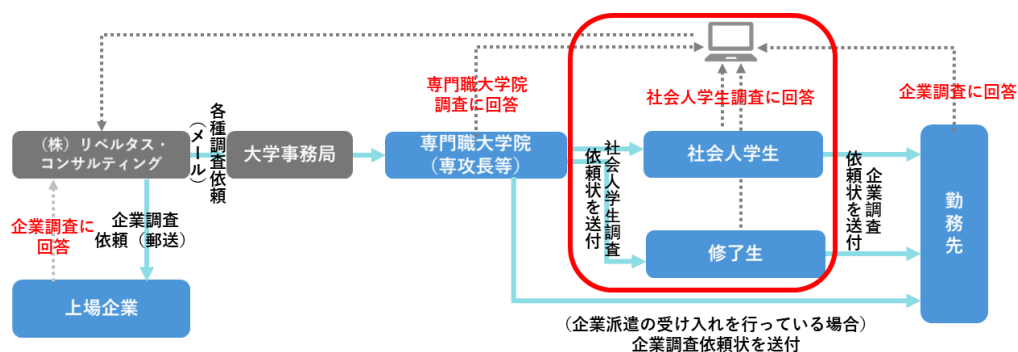 専門職大学院
調査に回答
社会人学生調査に回答
企業調査に回答
各種調査依頼
（メール）
（株）リベルタス・
コンサルティング
大学事務局
専門職大学院
（専攻長等）
社会人学生調査
依頼状を送付
社会人学生
企業調査
依頼状を送付
勤務先
企業調査に
回答
企業調査
依頼（郵送）
修了生
上場企業
（企業派遣の受け入れを行っている場合）
企業調査依頼状を送付